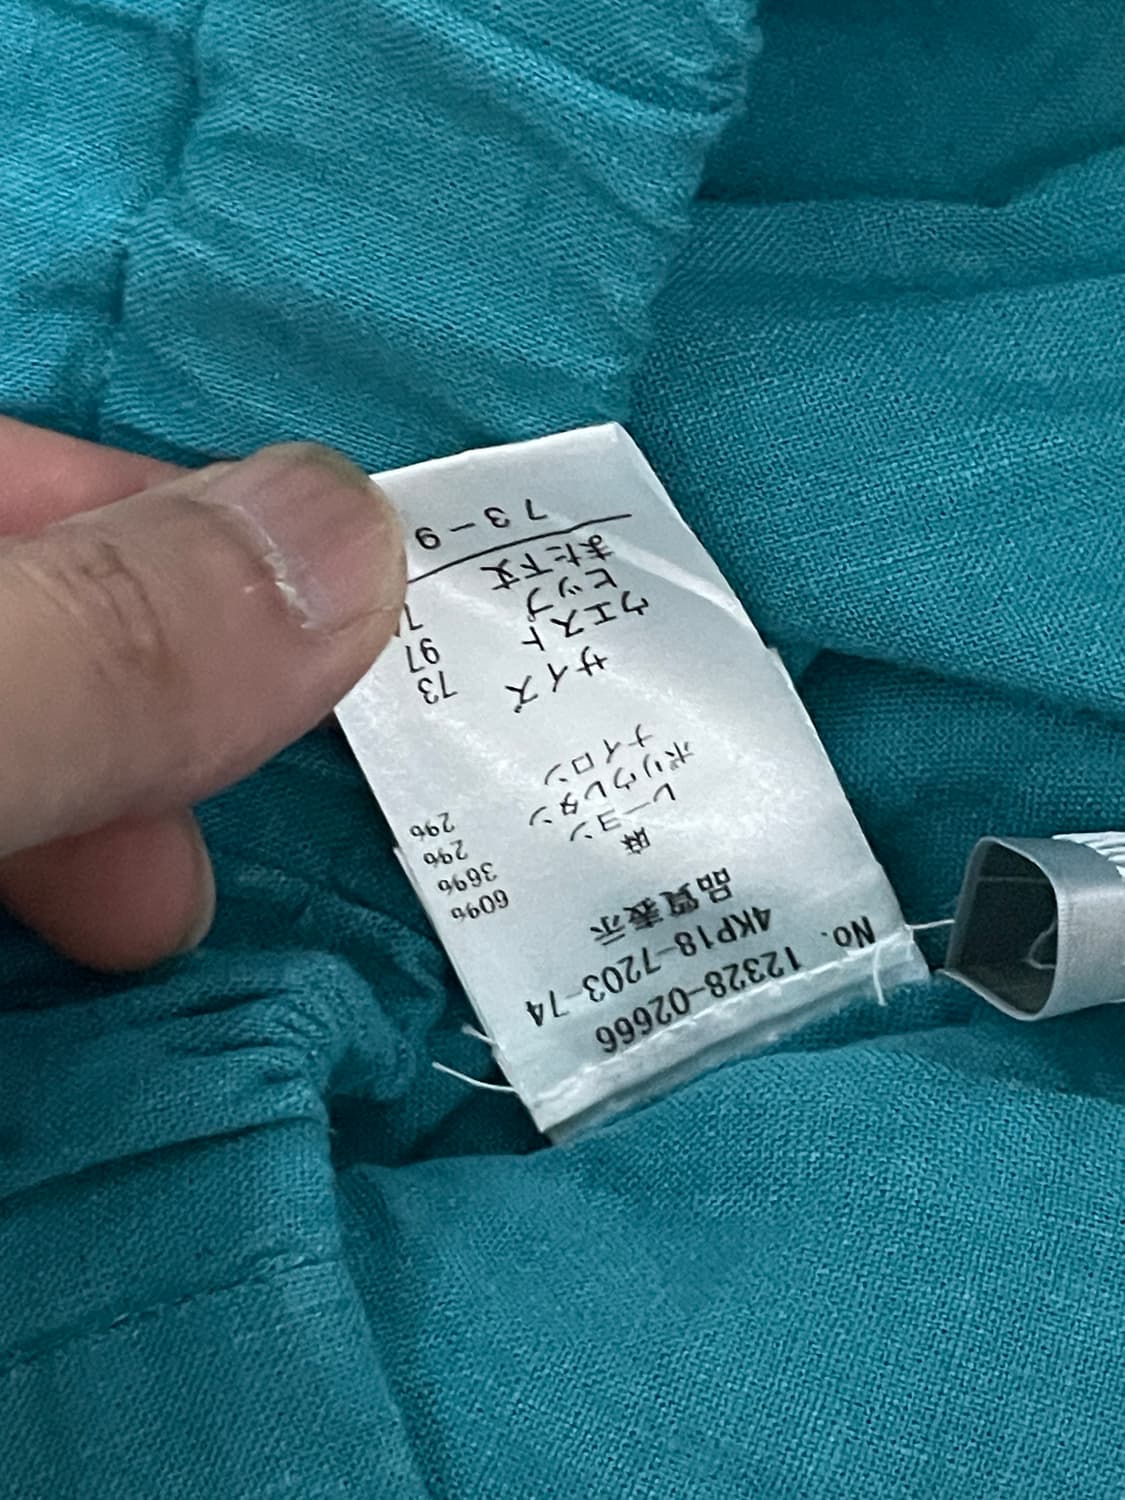 No. 12328-02666
4KP18-7203-74
品質表示
麻 60%
レーヨン 36%
ポリウレタン 2%
ナイロン 2%
サイズ
ウエスト 73
ヒップ 97
また下丈
73-9